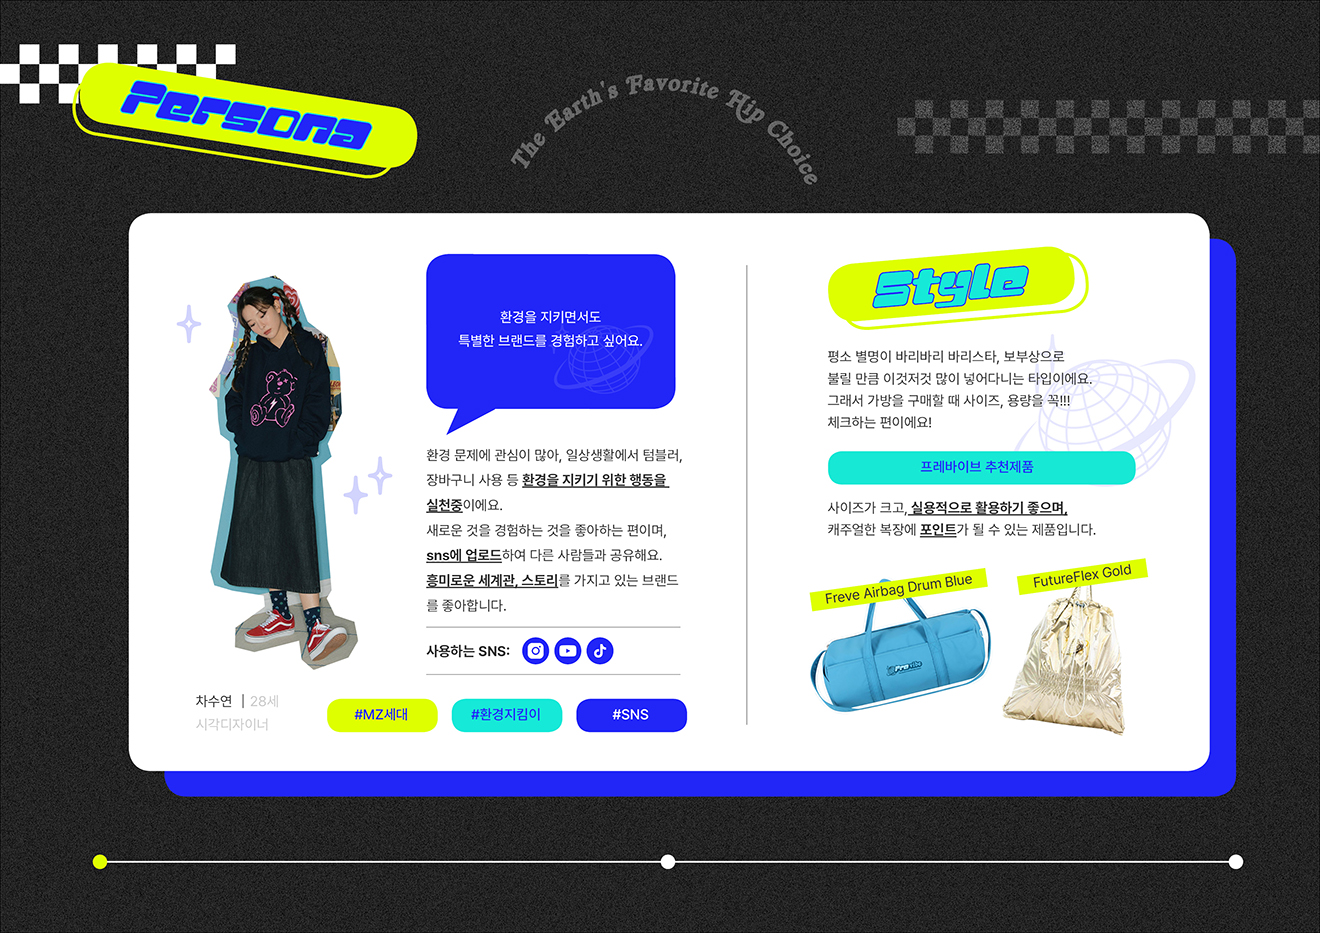 Persona
The Earth's Favorite Hip Choice
환경을 지키면서도
특별한 브랜드를 경험하고 싶어요.
환경 문제에 관심이 많아, 일상생활에서 텀블러,
장바구니 사용 등 환경을 지키기 위한 행동을
실천중이에요.
새로운 것을 경험하는 것을 좋아하는 편이며,
sns에 업로드하여 다른 사람들과 공유해요.
흥미로운 세계관, 스토리를 가지고 있는 브랜드
를 좋아합니다.
사용하는 SNS:
차수연 | 28세
시각디자이너
#MZ세대
#환경지킴이
#SNS
Style
평소 별명이 바리바리 바리스타, 보부상으로
불릴 만큼 이것저것 많이 넣어다니는 타입이에요.
그래서 가방을 구매할 때 사이즈, 용량을 꼭!!!
체크하는 편이에요!
프레바이브 추천제품
사이즈가 크고, 실용적으로 활용하기 좋으며,
캐주얼한 복장에 포인트가 될 수 있는 제품입니다.
Freve Airbag Drum Blue
FutureFlex Gold